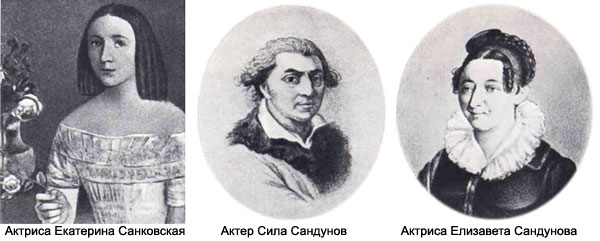 Актриса Екатерина Санковская
Актер Сила Сандунов
Актриса Елизавета Сандунова